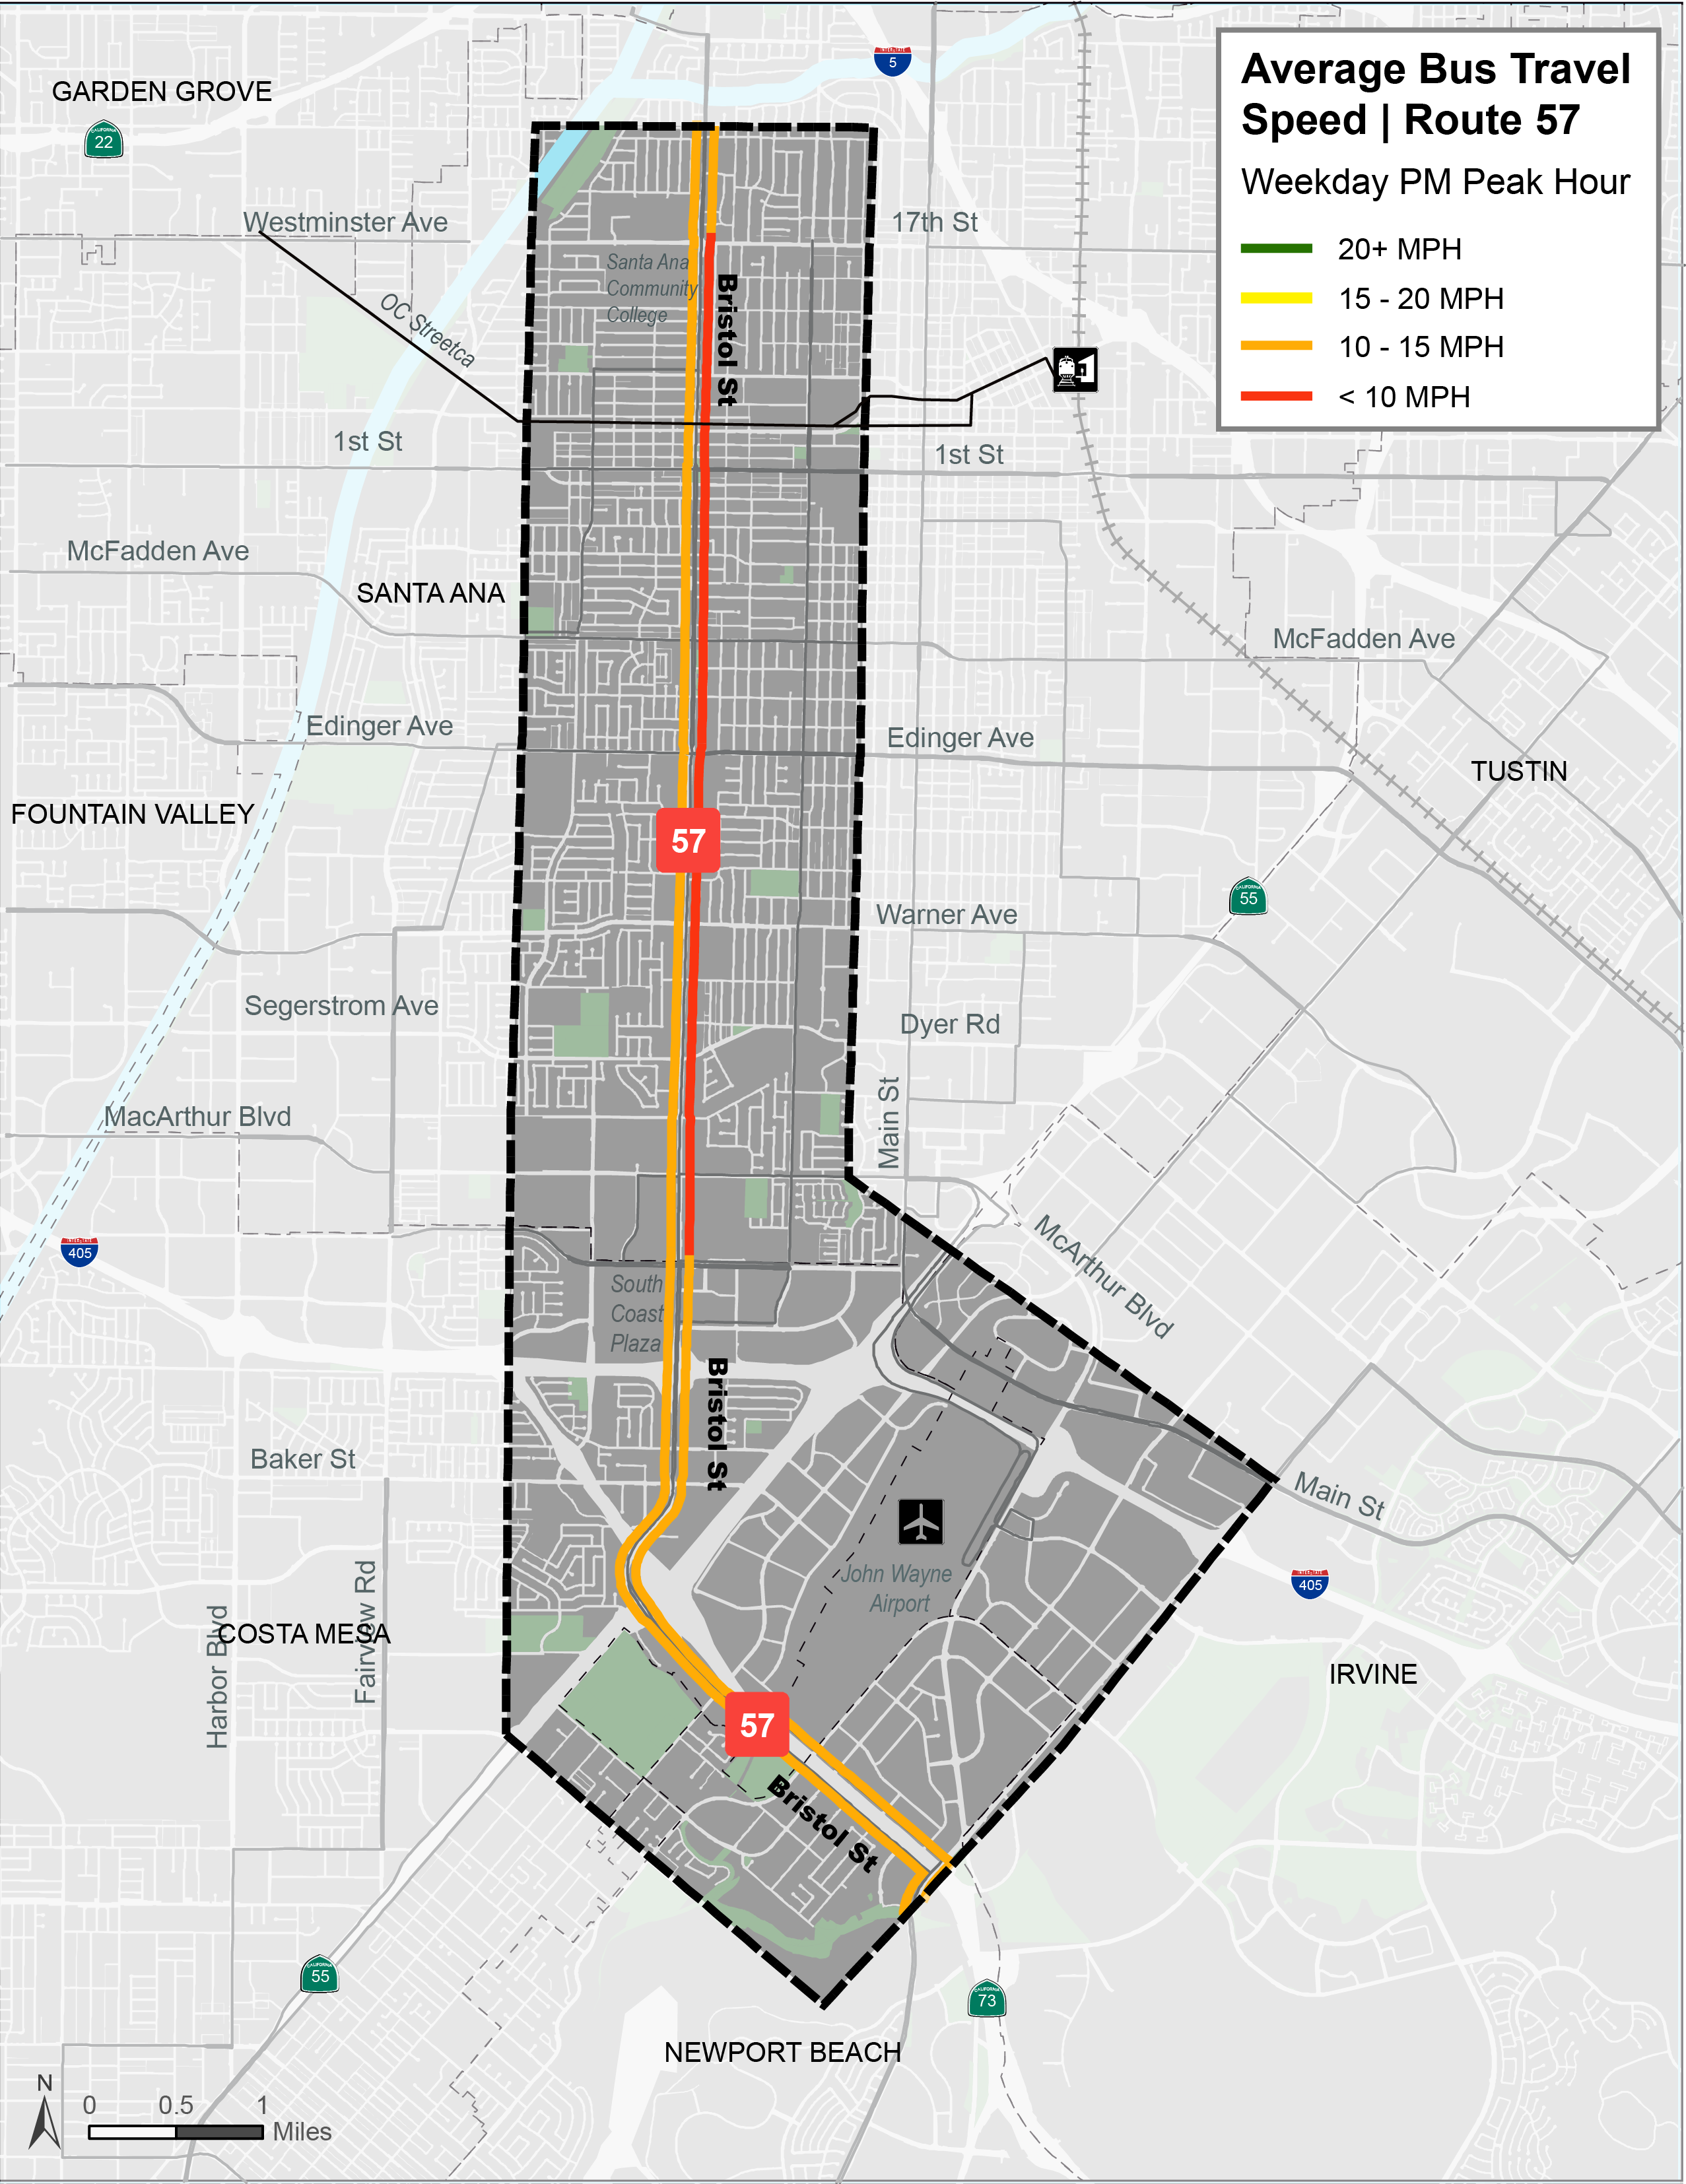 Average Bus Travel
Speed | Route 57
Weekday PM Peak Hour
20+ MPH
15 - 20 MPH
10 - 15 MPH
< 10 MPH
5
GARDEN GROVE
CALIFORNIA
22
Westminster Ave
17th St
Santa Ana
Community
College
Bristol St
OC Streetca
1st St
1st St
McFadden Ave
SANTA ANA
McFadden Ave
Edinger Ave
Edinger Ave
TUSTIN
FOUNTAIN VALLEY
57
CALIFORNIA
55
Warner Ave
Segerstrom Ave
Dyer Rd
Main St
MacArthur Blvd
405
McArthur Blvd
South
Coast
Plaza
Bristol St
Baker St
Main St
John Wayne
Airport
405
Fairview Rd
Harbor Blvd
COSTA MESA
IRVINE
57
Bristol St
CALIFORNIA
55
CALIFORNIA
73
NEWPORT BEACH
N
0 0.5 1
Miles